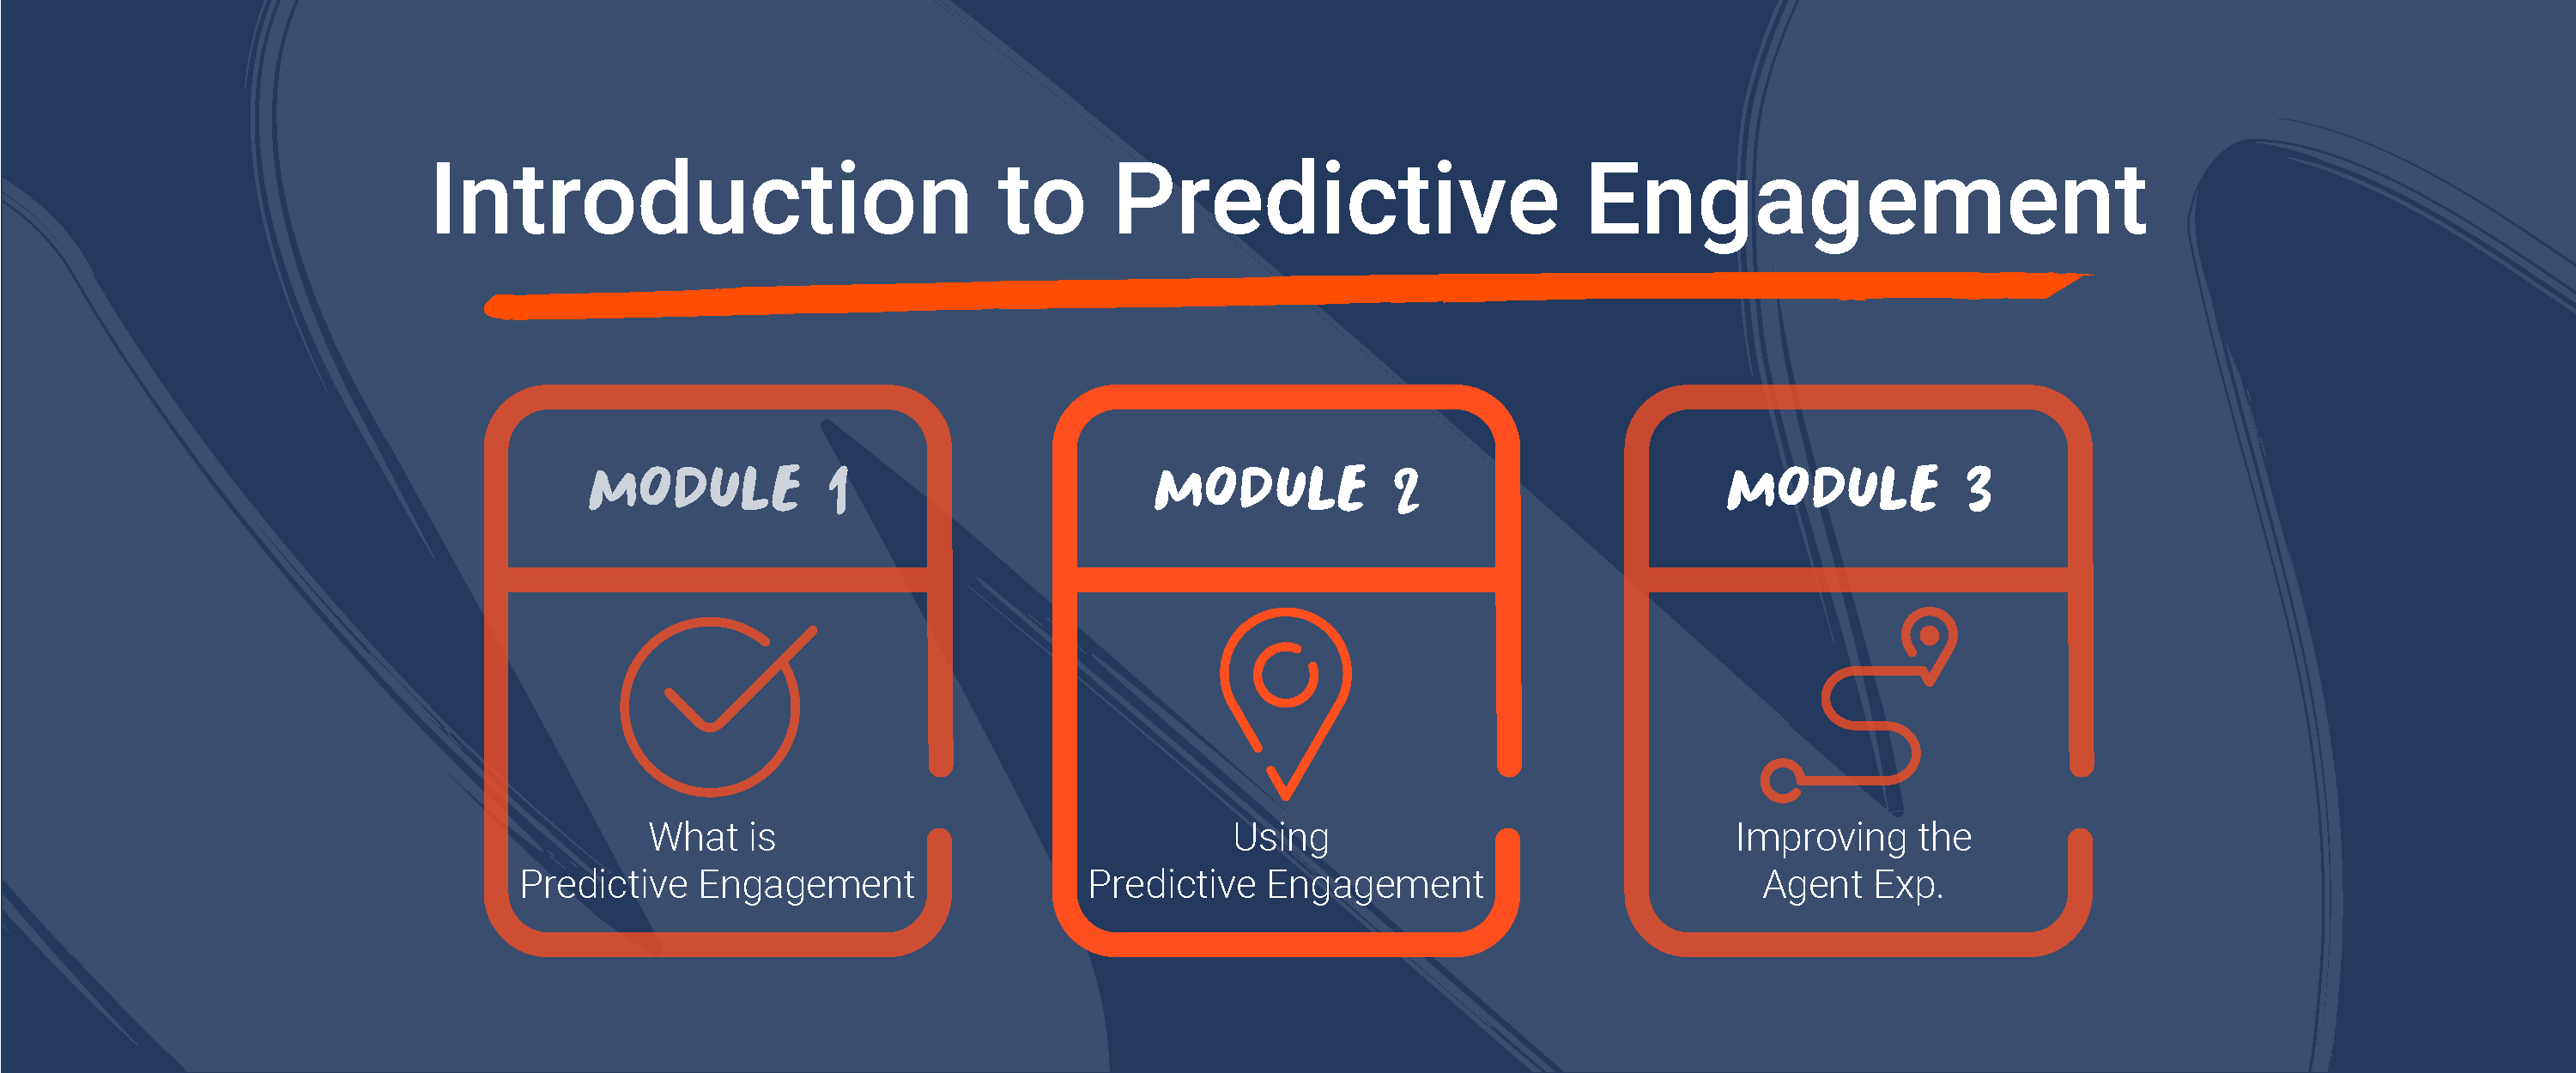 Introduction to Predictive Engagement
MODULE 1
What is
Predictive Engagement
MODULE 2
Using
Predictive Engagement
MODULE 3
Improving the
Agent Exp.